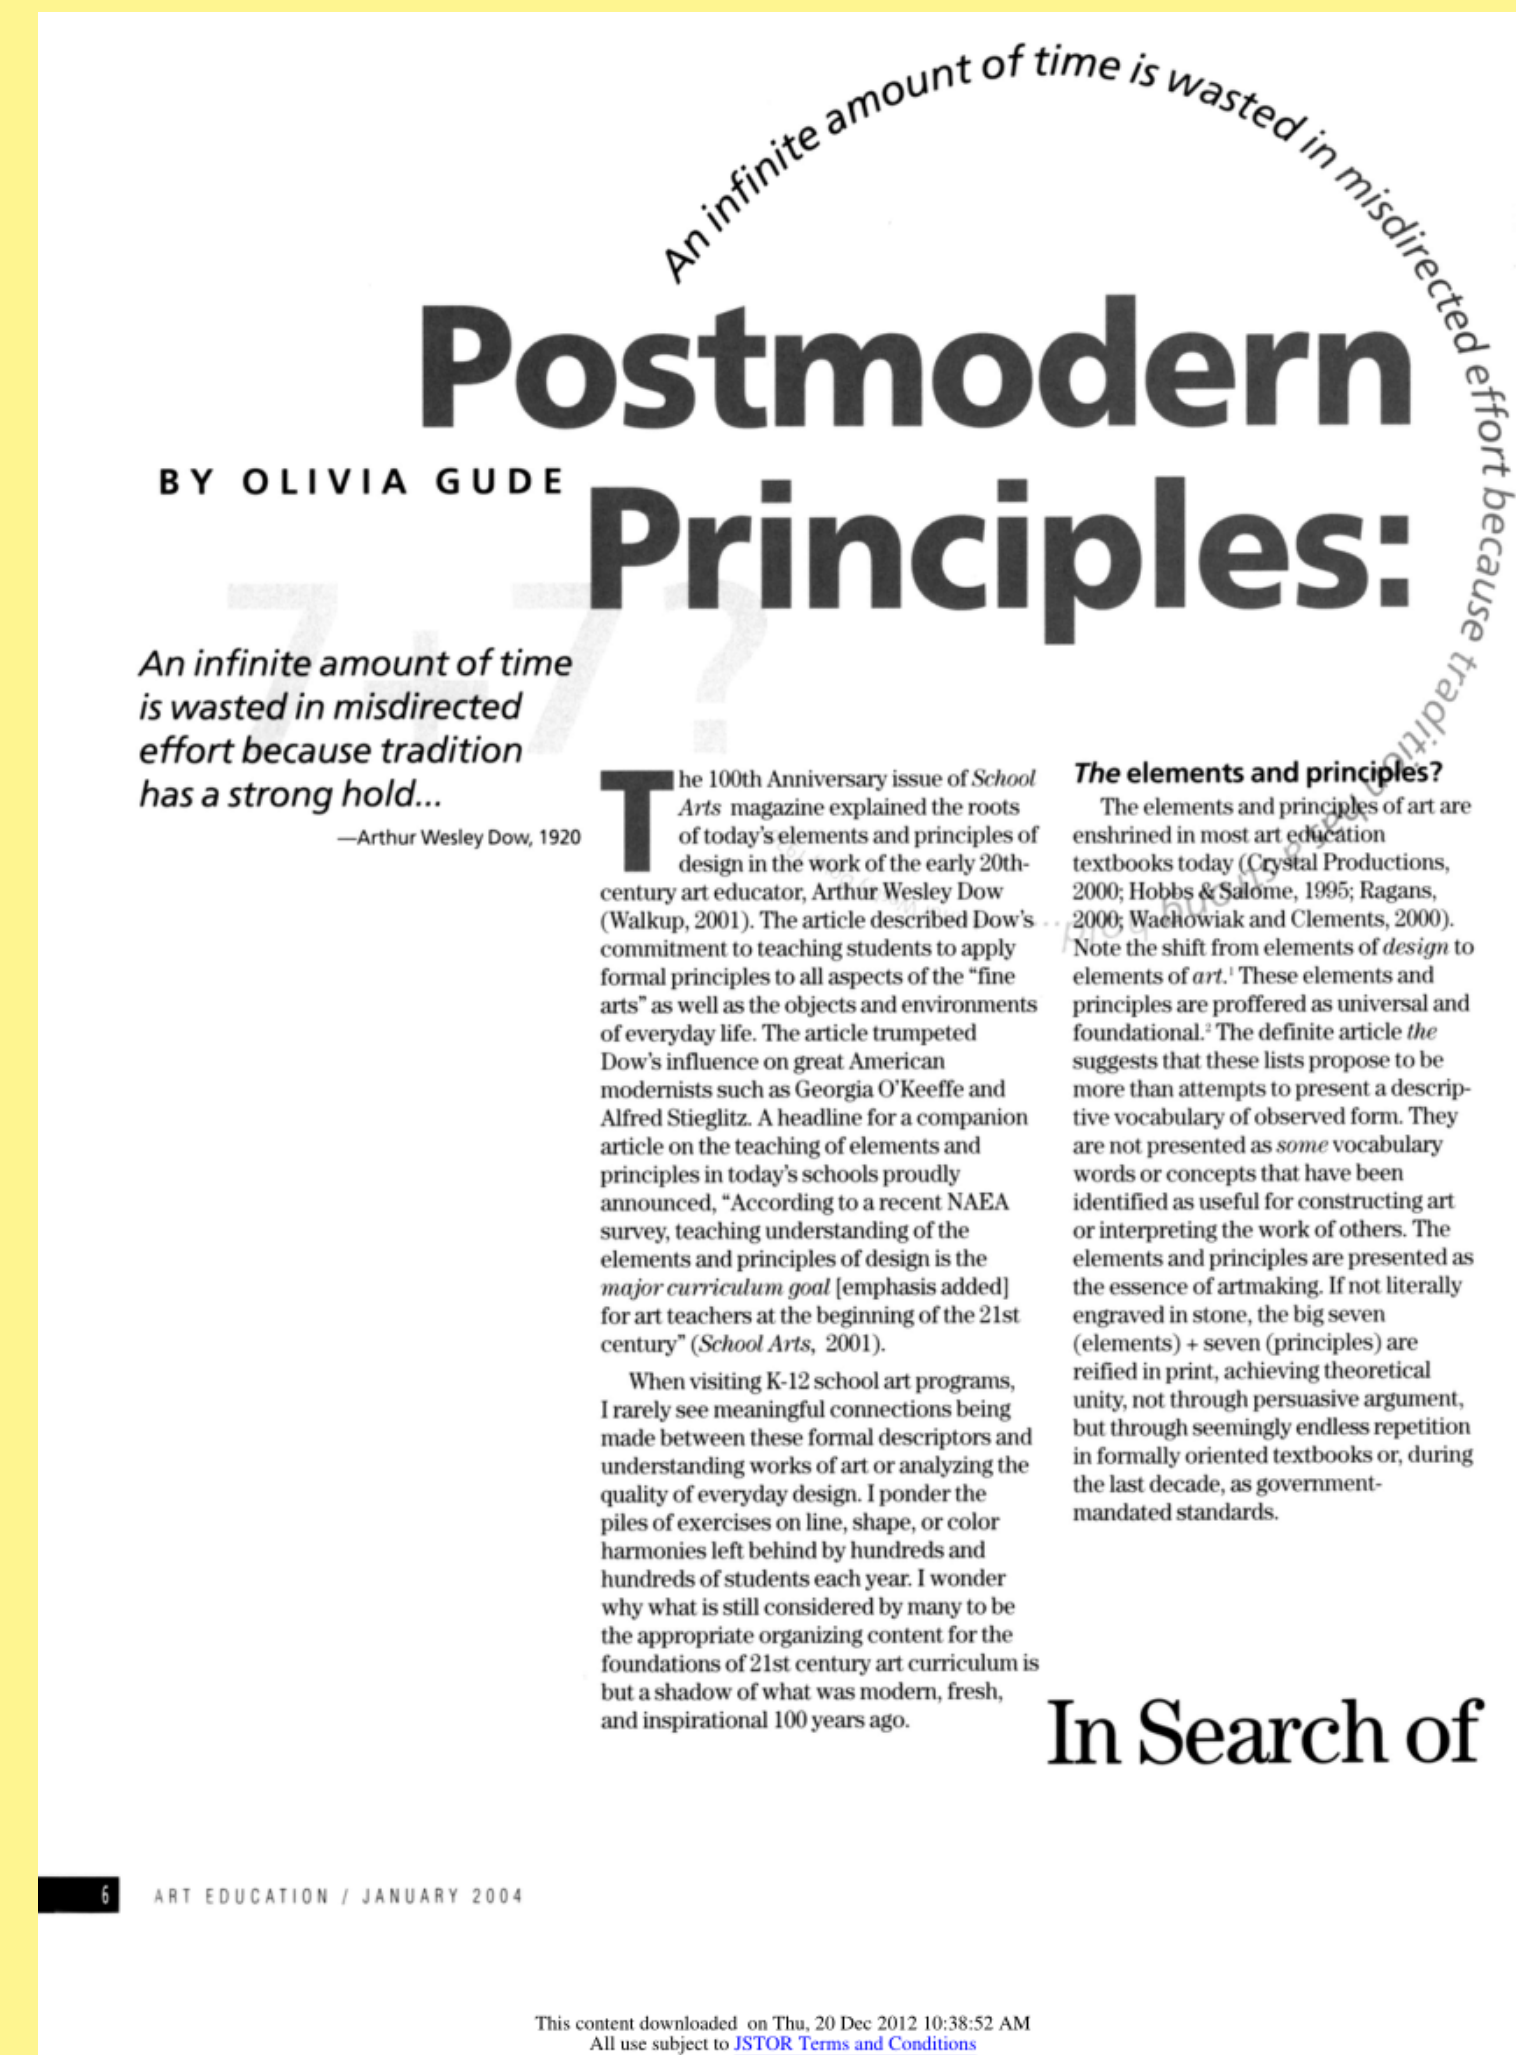 An infinite amount of time is wasted in misdirected effort because tradition has a strong hold...
Postmodern
BY OLIVIA GUDE
Principles:
7+7?
An infinite amount of time
is wasted in misdirected
effort because tradition
has a strong hold...
—Arthur Wesley Dow, 1920
The 100th Anniversary issue of School
Arts magazine explained the roots
of today's elements and principles of
design in the work of the early 20th-
century art educator, Arthur Wesley Dow
(Walkup, 2001). The article described Dow's
commitment to teaching students to apply
formal principles to all aspects of the “fine
arts” as well as the objects and environments
of everyday life. The article trumpeted
Dow's influence on great American
modernists such as Georgia O'Keeffe and
Alfred Stieglitz. A headline for a companion
article on the teaching of elements and
principles in today's schools proudly
announced, “According to a recent NAEA
survey, teaching understanding of the
elements and principles of design is the
major curriculum goal [emphasis added]
for art teachers at the beginning of the 21st
century” (School Arts, 2001).
When visiting K-12 school art programs,
I rarely see meaningful connections being
made between these formal descriptors and
understanding works of art or analyzing the
quality of everyday design. I ponder the
piles of exercises on line, shape, or color
harmonies left behind by hundreds and
hundreds of students each year. I wonder
why what is still considered by many to be
the appropriate organizing content for the
foundations of 21st century art curriculum is
but a shadow of what was modern, fresh,
and inspirational 100 years ago.
The elements and principles?
The elements and principles of art are
enshrined in most art education
textbooks today (Crystal Productions,
2000; Hobbs & Salome, 1995; Ragans,
2000; Wachowiak and Clements, 2000).
Note the shift from elements of design to
elements of art.¹ These elements and
principles are proffered as universal and
foundational.² The definite article the
suggests that these lists propose to be
more than attempts to present a descrip-
tive vocabulary of observed form. They
are not presented as some vocabulary
words or concepts that have been
identified as useful for constructing art
or interpreting the work of others. The
elements and principles are presented as
the essence of artmaking. If not literally
engraved in stone, the big seven
(elements) + seven (principles) are
reified in print, achieving theoretical
unity, not through persuasive argument,
but through seemingly endless repetition
in formally oriented textbooks or, during
the last decade, as government-
mandated standards.
In Search of
6 ART EDUCATION / JANUARY 2004
This content downloaded on Thu, 20 Dec 2012 10:38:52 AM
All use subject to JSTOR Terms and Conditions